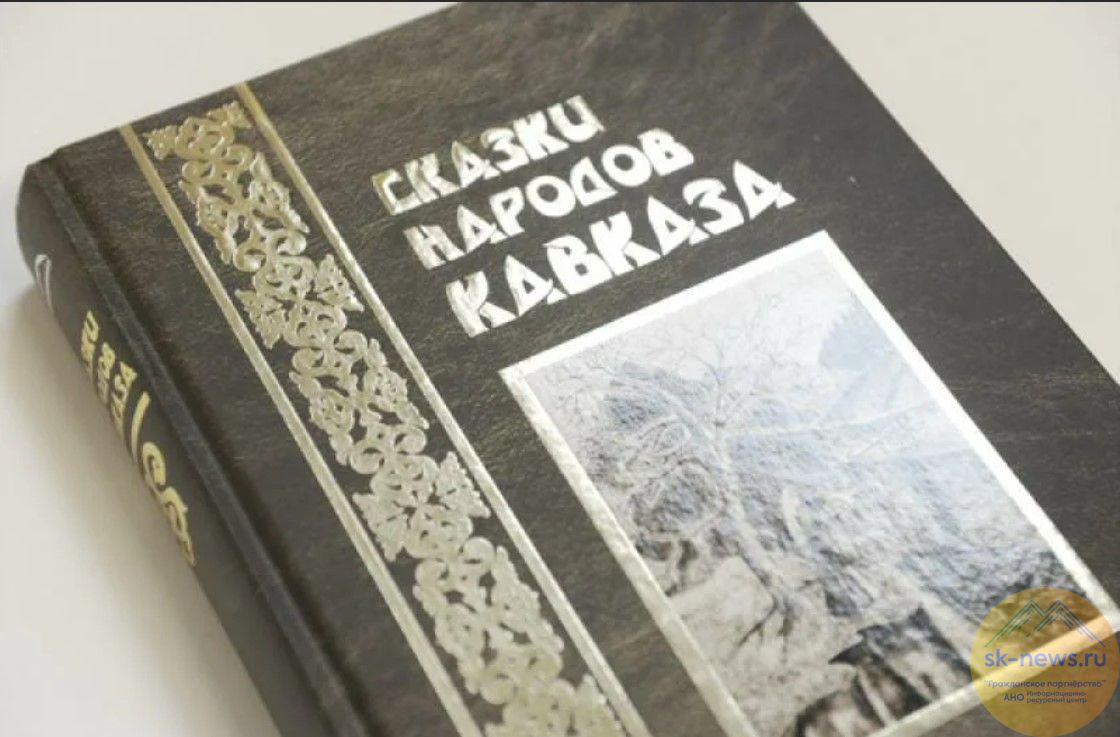 СКАЗКИ
НАРОДОВ
КАВКАЗА
sk-news.ru
"Гражданское партнёрство"
АНО Информационно-
ресурсный центр